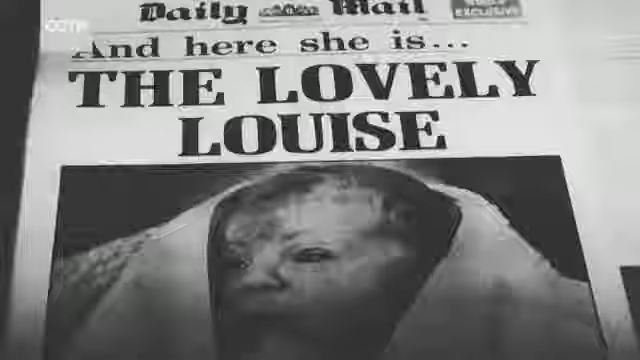 Daily Mail
EXCLUSIVE
And here she is...
THE LOVELY
LOUISE